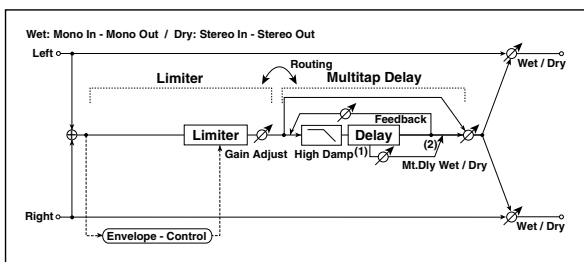 Wet: Mono In - Mono Out / Dry: Stereo In - Stereo Out
Left
Wet / Dry
Routing
Limiter
Multitap Delay
Feedback
Limiter
Delay
Gain Adjust
High Damp
(1)
(2)
Mt.Dly Wet / Dry
Right
Wet / Dry
Envelope - Control